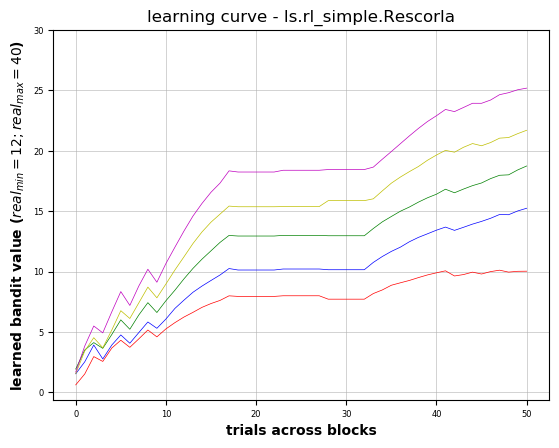 learning curve - ls.rl_simple.Rescorla
learned bandit value (real_min = 12; real_max = 40)
30
25
20
15
10
5
0
0 10 20 30 40 50
trials across blocks